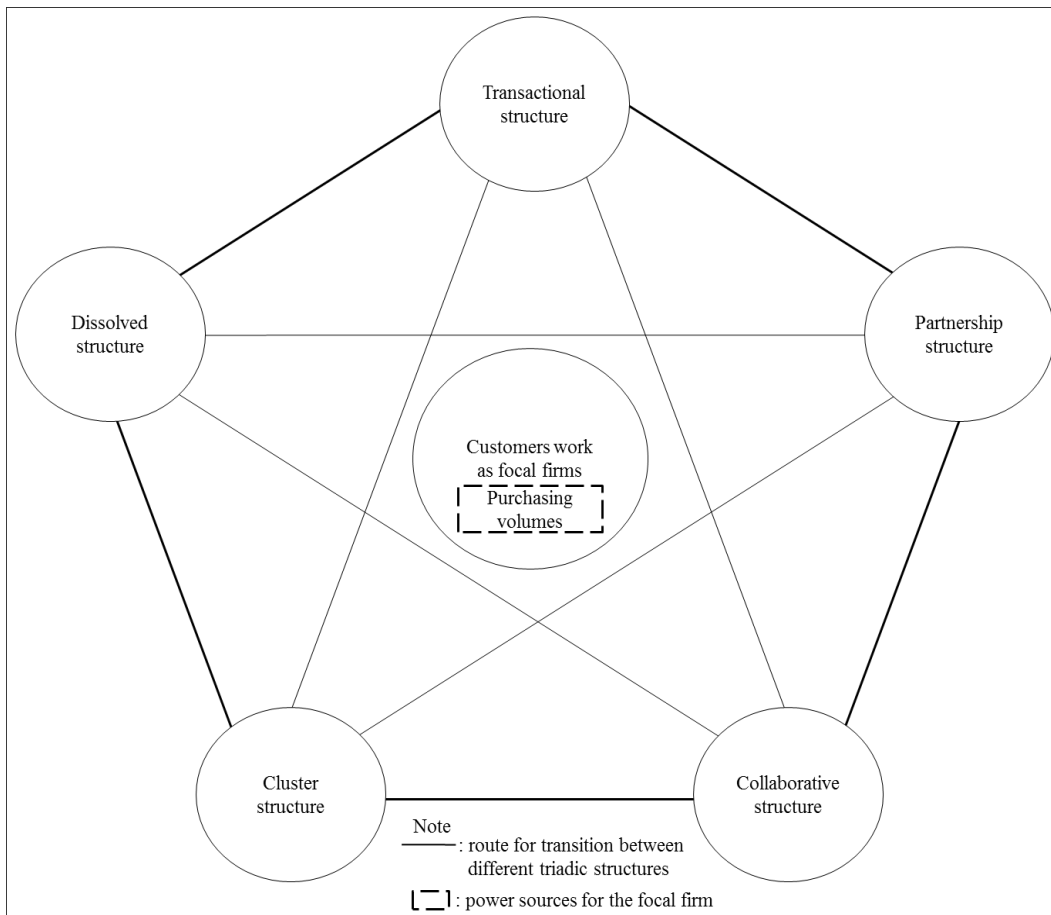 Transactional
structure
Dissolved
structure
Partnership
structure
Customers work
as focal firms
Purchasing
volumes
Cluster
structure
Collaborative
structure
Note
: route for transition between
different triadic structures
: power sources for the focal firm